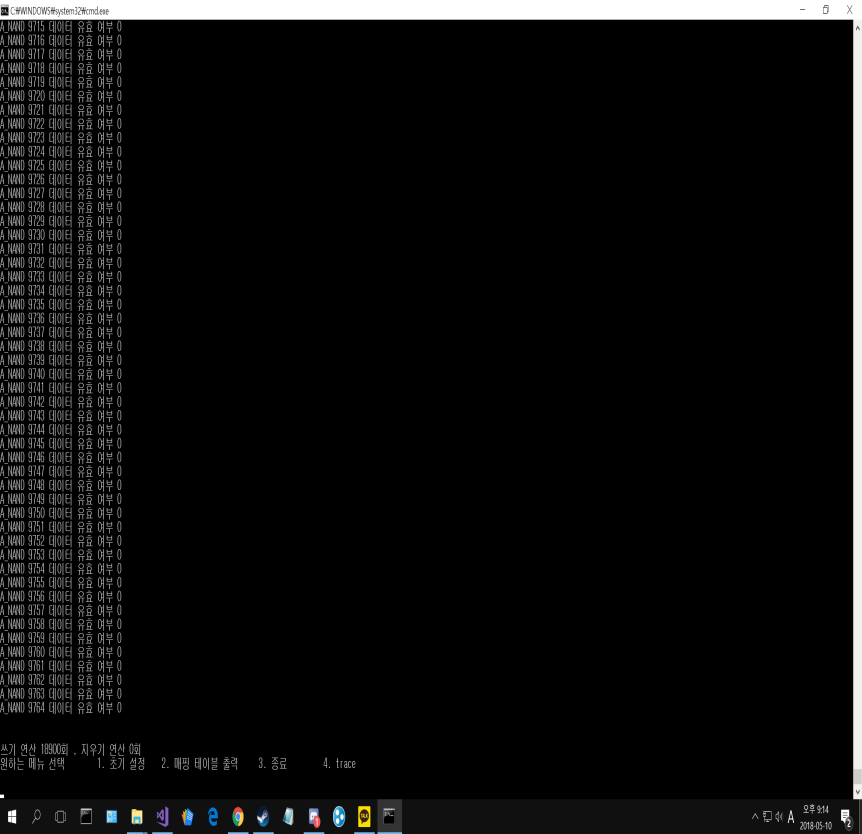 C:\WINDOWS\system32\cmd.exe
A_NAND 9715 데이터 유효 여부 0
A_NAND 9716 데이터 유효 여부 0
A_NAND 9717 데이터 유효 여부 0
A_NAND 9718 데이터 유효 여부 0
A_NAND 9719 데이터 유효 여부 0
A_NAND 9720 데이터 유효 여부 0
A_NAND 9721 데이터 유효 여부 0
A_NAND 9722 데이터 유효 여부 0
A_NAND 9723 데이터 유효 여부 0
A_NAND 9724 데이터 유효 여부 0
A_NAND 9725 데이터 유효 여부 0
A_NAND 9726 데이터 유효 여부 0
A_NAND 9727 데이터 유효 여부 0
A_NAND 9728 데이터 유효 여부 0
A_NAND 9729 데이터 유효 여부 0
A_NAND 9730 데이터 유효 여부 0
A_NAND 9731 데이터 유효 여부 0
A_NAND 9732 데이터 유효 여부 0
A_NAND 9733 데이터 유효 여부 0
A_NAND 9734 데이터 유효 여부 0
A_NAND 9735 데이터 유효 여부 0
A_NAND 9736 데이터 유효 여부 0
A_NAND 9737 데이터 유효 여부 0
A_NAND 9738 데이터 유효 여부 0
A_NAND 9739 데이터 유효 여부 0
A_NAND 9740 데이터 유효 여부 0
A_NAND 9741 데이터 유효 여부 0
A_NAND 9742 데이터 유효 여부 0
A_NAND 9743 데이터 유효 여부 0
A_NAND 9744 데이터 유효 여부 0
A_NAND 9745 데이터 유효 여부 0
A_NAND 9746 데이터 유효 여부 0
A_NAND 9747 데이터 유효 여부 0
A_NAND 9748 데이터 유효 여부 0
A_NAND 9749 데이터 유효 여부 0
A_NAND 9750 데이터 유효 여부 0
A_NAND 9751 데이터 유효 여부 0
A_NAND 9752 데이터 유효 여부 0
A_NAND 9753 데이터 유효 여부 0
A_NAND 9754 데이터 유효 여부 0
A_NAND 9755 데이터 유효 여부 0
A_NAND 9756 데이터 유효 여부 0
A_NAND 9757 데이터 유효 여부 0
A_NAND 9758 데이터 유효 여부 0
A_NAND 9759 데이터 유효 여부 0
A_NAND 9760 데이터 유효 여부 0
A_NAND 9761 데이터 유효 여부 0
A_NAND 9762 데이터 유효 여부 0
A_NAND 9763 데이터 유효 여부 0
A_NAND 9764 데이터 유효 여부 0
쓰기 연산 18900회 , 지우기 연산 0회
원하는 메뉴 선택 1. 초기 설정 2. 매핑 테이블 출력 3. 종료 4. trace
TALK
A
오후 9:14
2018-05-10
2